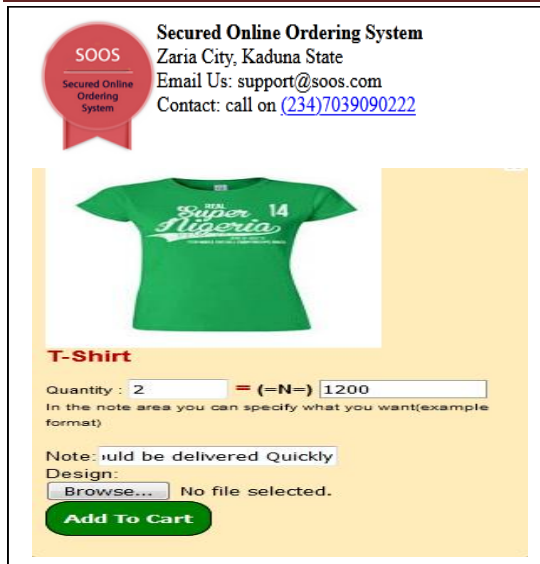 SOOS
Secured Online
Ordering
System
Secured Online Ordering System
Zaria City, Kaduna State
Email Us: support@soos.com
Contact: call on (234)7039090222
REAL
Super 14
Nigeria
T-Shirt
Quantity : 2 = (=N=) 1200
In the note area you can specify what you want(example
format)
Note: uld be delivered Quickly
Design:
Browse... No file selected.
Add To Cart